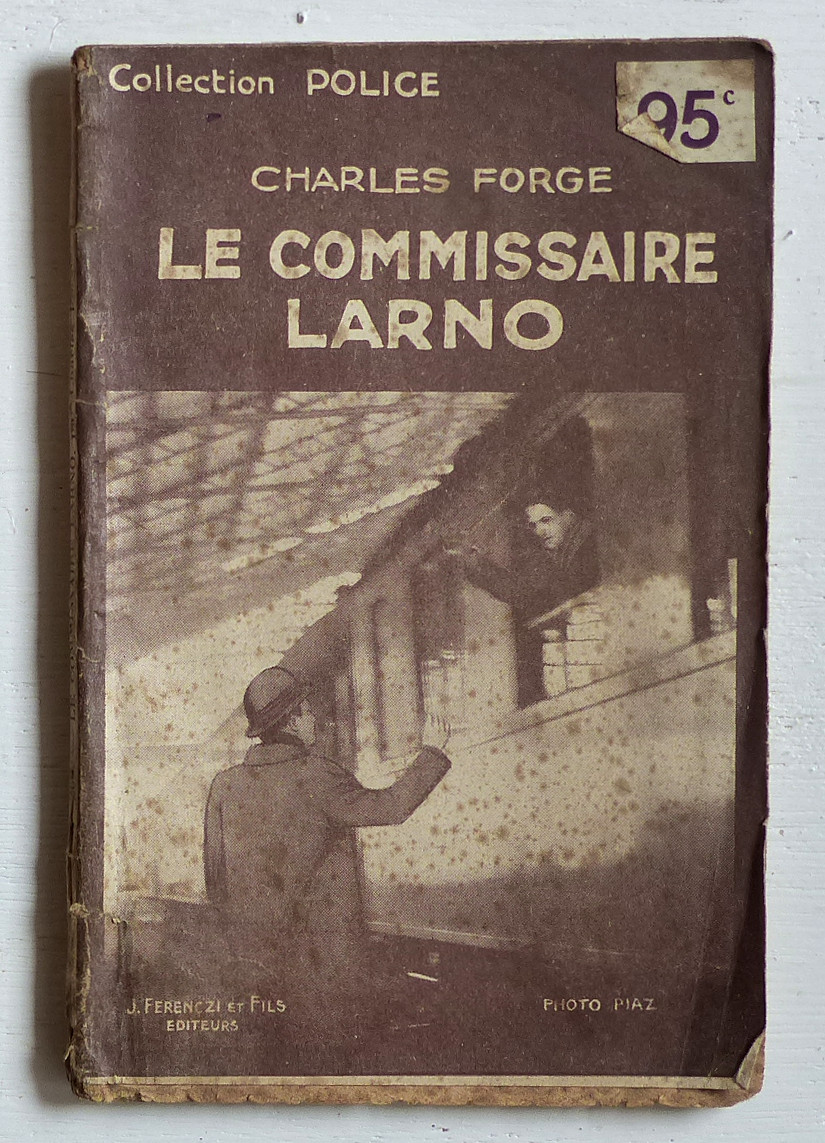 Collection POLICE
95c
CHARLES FORGE
LE COMMISSAIRE
LARNO
J. FERENCZI ET FILS
EDITEURS
PHOTO PIAZ